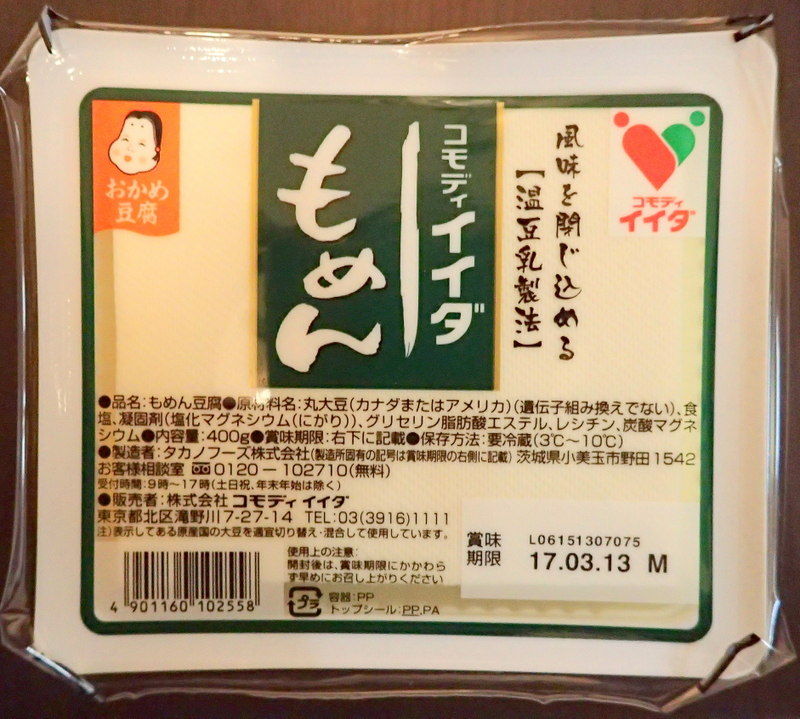 おかめ
豆腐
コモディイイダ
もめん
風味を閉じ込める
【温豆乳製法】
コモディ
イイダ
●品名:もめん豆腐●原材料名:丸大豆(カナダまたはアメリカ)(遺伝子組み換えでない)、食
塩、凝固剤(塩化マグネシウム(にがり))、グリセリン脂肪酸エステル、レシチン、炭酸マグネ
シウム●内容量:400g●賞味期限:右下に記載●保存方法:要冷蔵(3℃〜10℃)
●製造者:タカノフーズ株式会社(製造所固有の記号は賞味期限の右側に記載)茨城県小美玉市野田1542
お客様相談室 0120-102710(無料)
受付時間:9時〜17時(土日祝、年末年始は除く)
●販売者:株式会社 コモディイイダ
東京都北区滝野川7-27-14 TEL:03(3916)1111
注)表示してある原産国の大豆を適宜切り替え・混合して使用しています。
賞味
期限
L06151307075
17.03.13 M
使用上の注意:
開封後は、賞味期限にかかわら
ず早めにお召し上がりください
4 901160 102558
プラ
容器:PP
トップシール:PP,PA